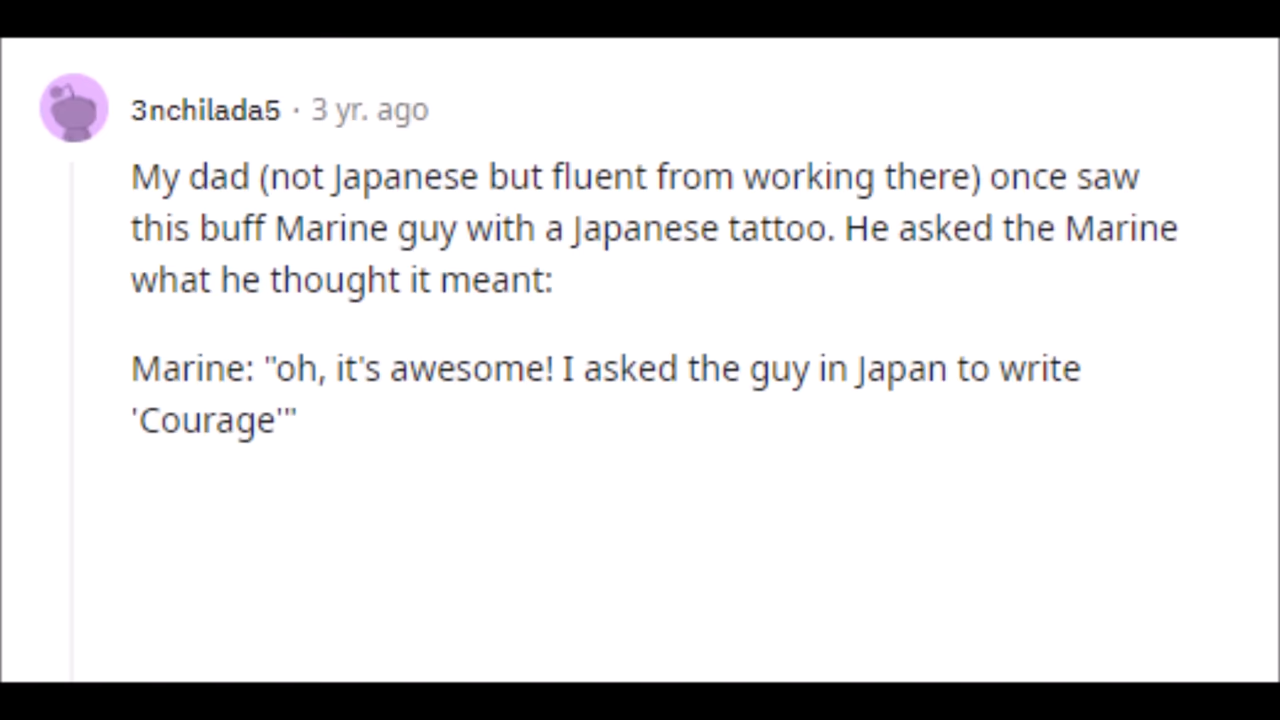 3nchilada5 · 3 yr. ago
My dad (not Japanese but fluent from working there) once saw
this buff Marine guy with a Japanese tattoo. He asked the Marine
what he thought it meant:
Marine: "oh, it's awesome! I asked the guy in Japan to write
'Courage'"